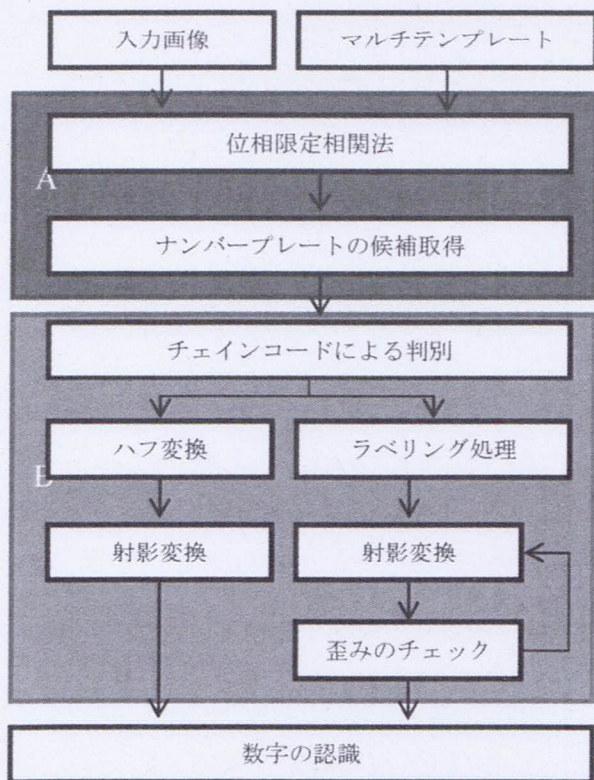 入力画像
マルチテンプレート
A
位相限定相関法
ナンバープレートの候補取得
チェインコードによる判別
B
ハフ変換
ラベリング処理
射影変換
射影変換
歪みのチェック
数字の認識